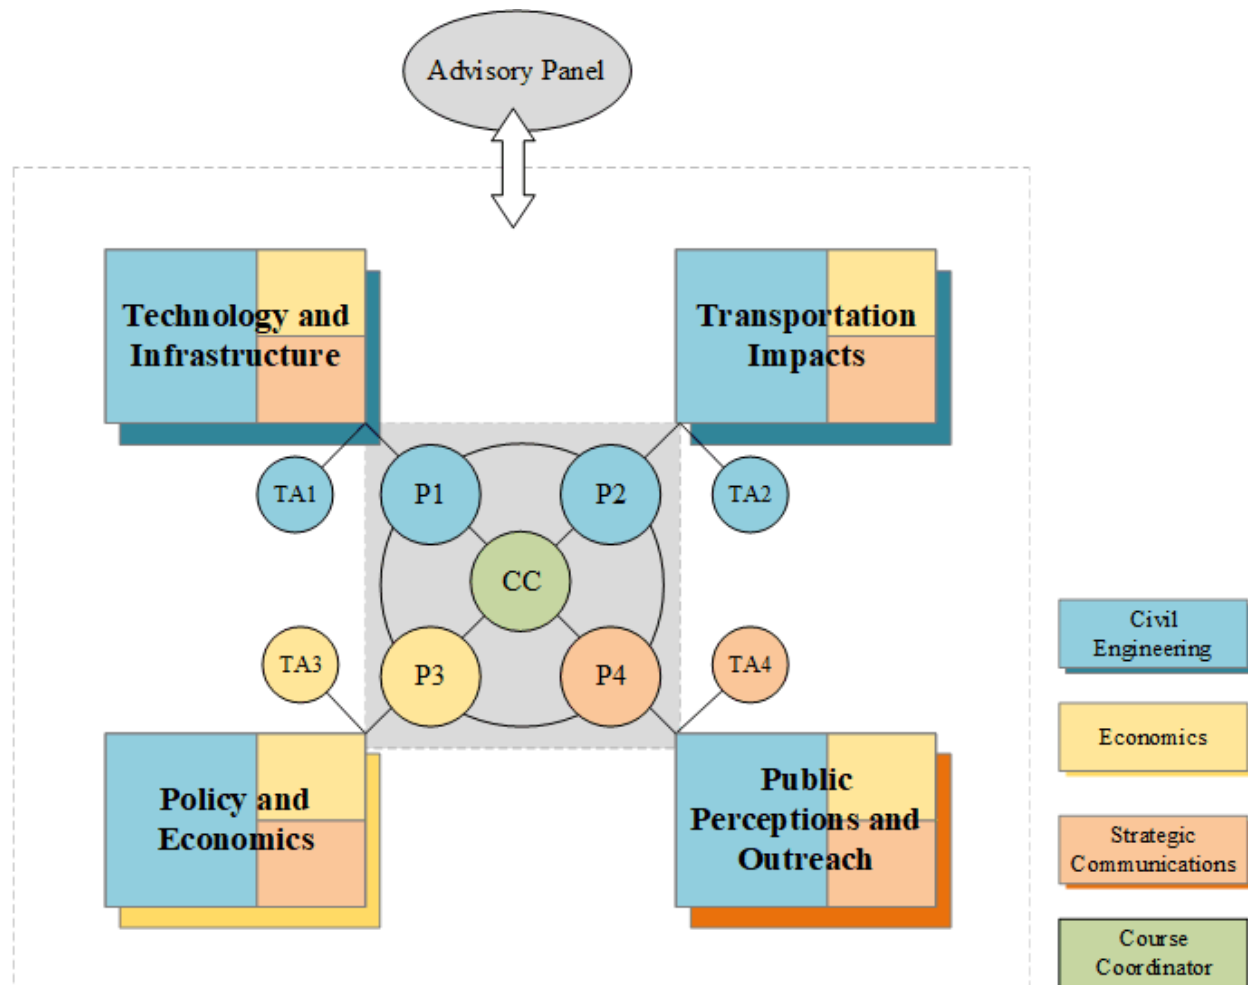 Advisory Panel
Technology and
Infrastructure
Transportation
Impacts
TA1
P1
P2
TA2
CC
TA3
P3
P4
TA4
Policy and
Economics
Public
Perceptions and
Outreach
Civil
Engineering
Economics
Strategic
Communications
Course
Coordinator